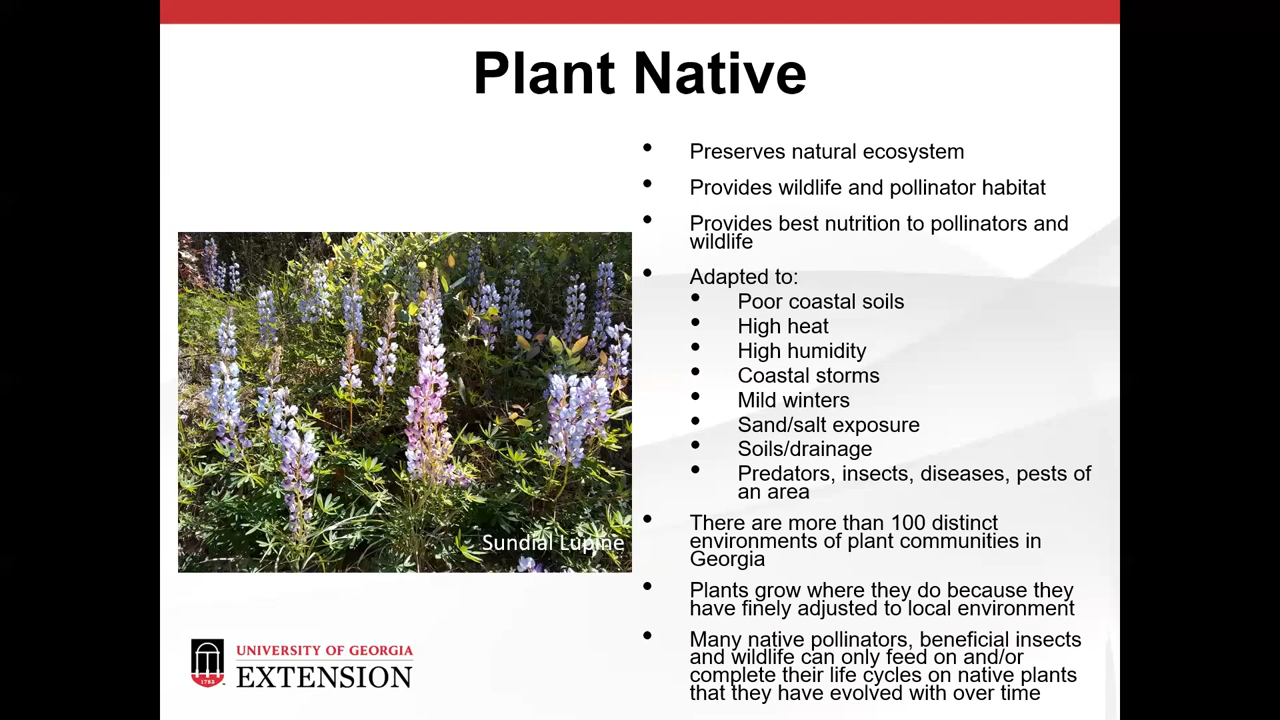 Plant Native
• Preserves natural ecosystem
• Provides wildlife and pollinator habitat
• Provides best nutrition to pollinators and
wildlife
• Adapted to:
• Poor coastal soils
• High heat
• High humidity
• Coastal storms
• Mild winters
• Sand/salt exposure
• Soils/drainage
• Predators, insects, diseases, pests of
an area
• There are more than 100 distinct
environments of plant communities in
Georgia
• Plants grow where they do because they
have finely adjusted to local environment
• Many native pollinators, beneficial insects
and wildlife can only feed on and/or
complete their life cycles on native plants
that they have evolved with over time
Sundial Lupine
1785
UNIVERSITY OF GEORGIA
EXTENSION